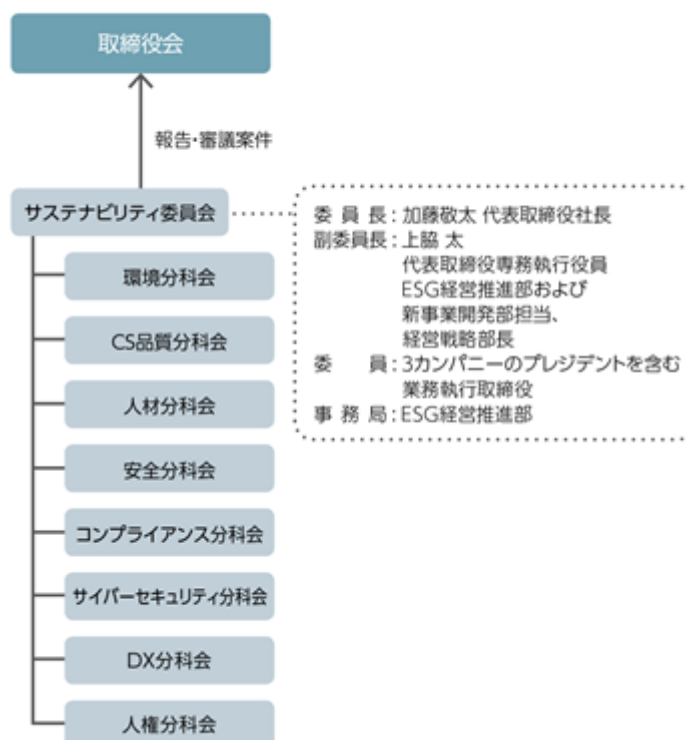 取締役会
報告・審議案件
サステナビリティ委員会
委員長:加藤敬太 代表取締役社長
副委員長:上脇 太
代表取締役専務執行役員
ESG経営推進部および
新事業開発部担当、
経営戦略部長
委員:3カンパニーのプレジデントを含む
業務執行取締役
事務局:ESG経営推進部
環境分科会
CS品質分科会
人材分科会
安全分科会
コンプライアンス分科会
サイバーセキュリティ分科会
DX分科会
人権分科会